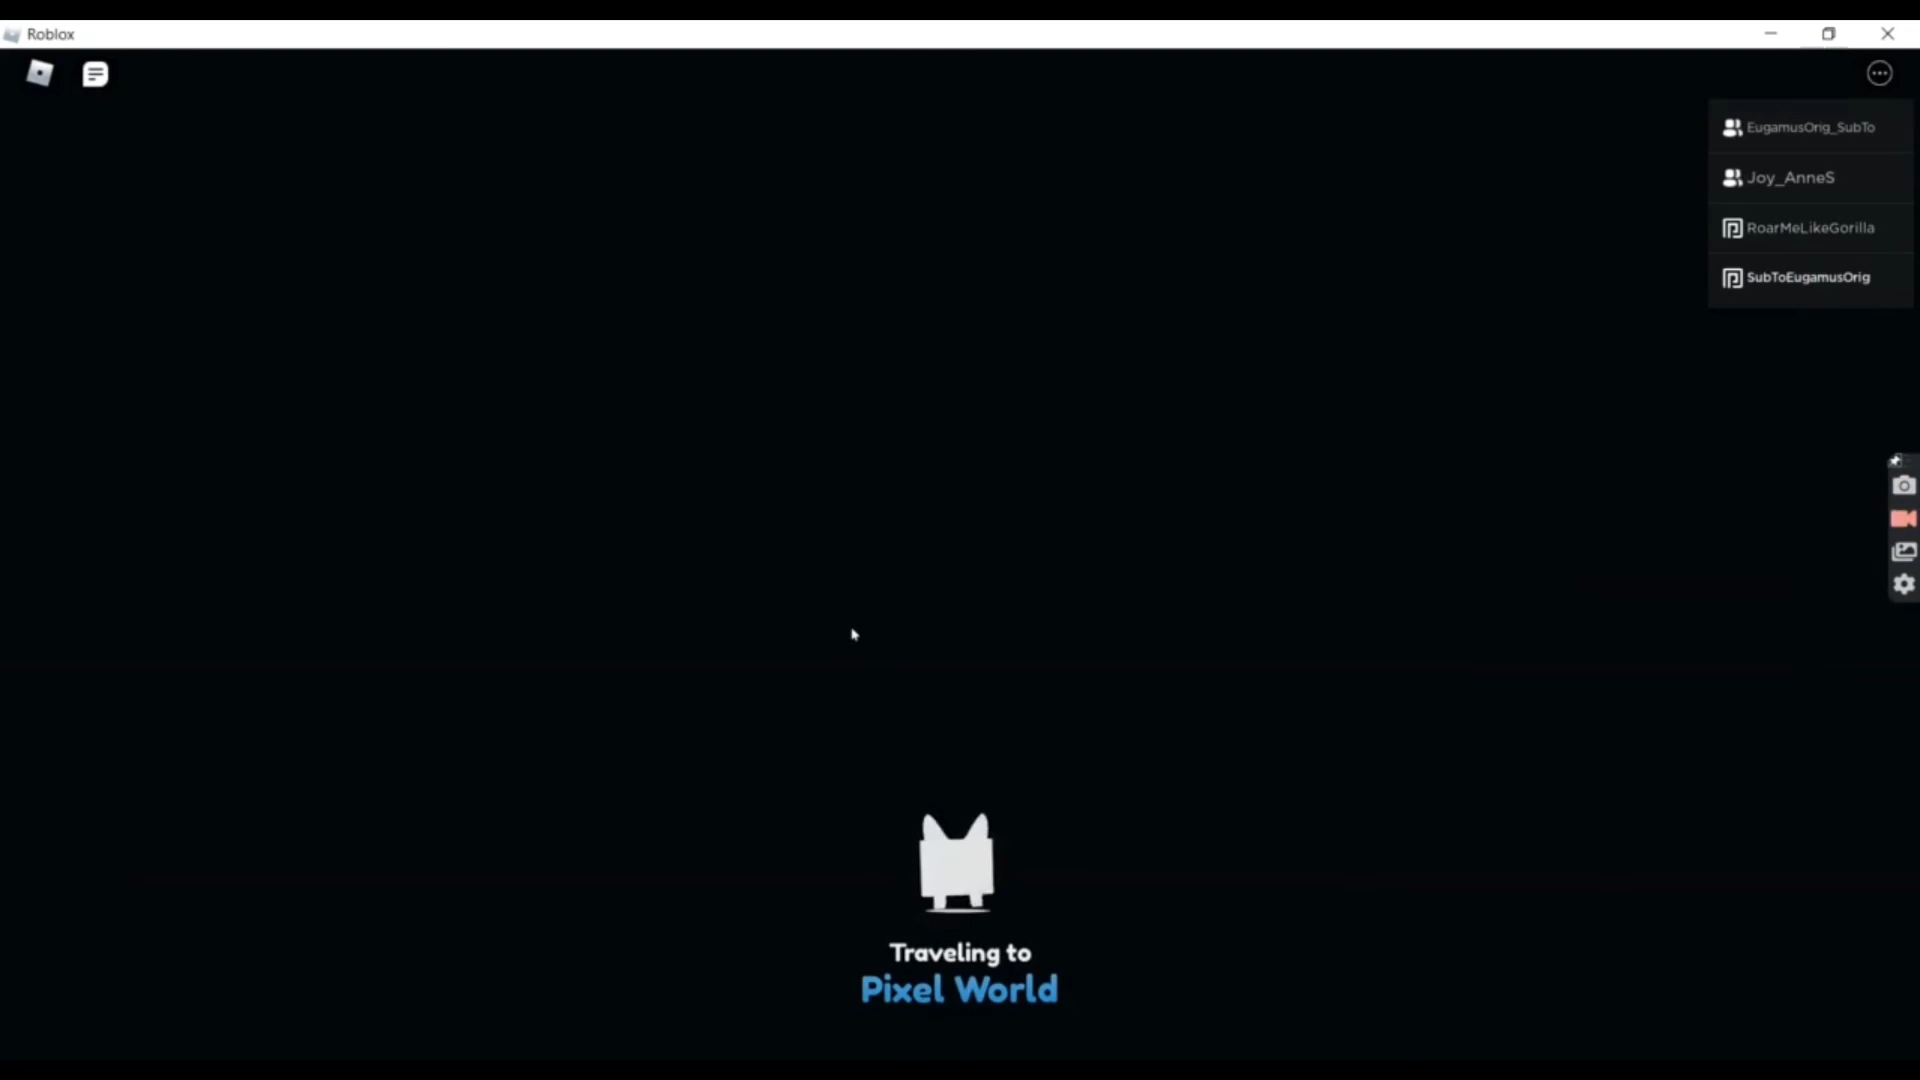 Roblox
EugamusOrig_SubTo
Joy_AnneS
RoarMeLikeGorilla
SubToEugamusOrig
Traveling to
Pixel World